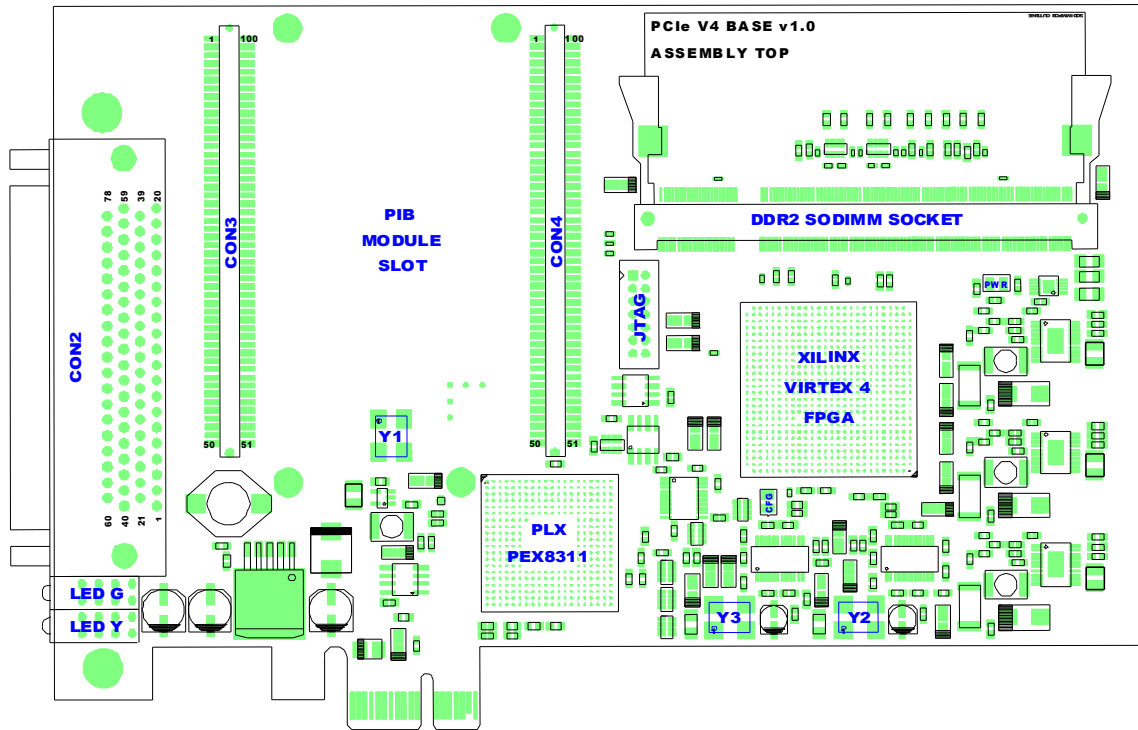 PCIe V4 BASE v1.0
ASSEMBLY TOP
1 100
1 100
CON3
CON4
50 51
50 51
PIB
MODULE
SLOT
DDR2 SODIMM SOCKET
78 59 39 20
CON2
60 40 21 1
JTAG
PWR
XILINX
VIRTEX 4
FPGA
Y1
CFG
PLX
PEX8311
LED G
LED Y
Y3
Y2